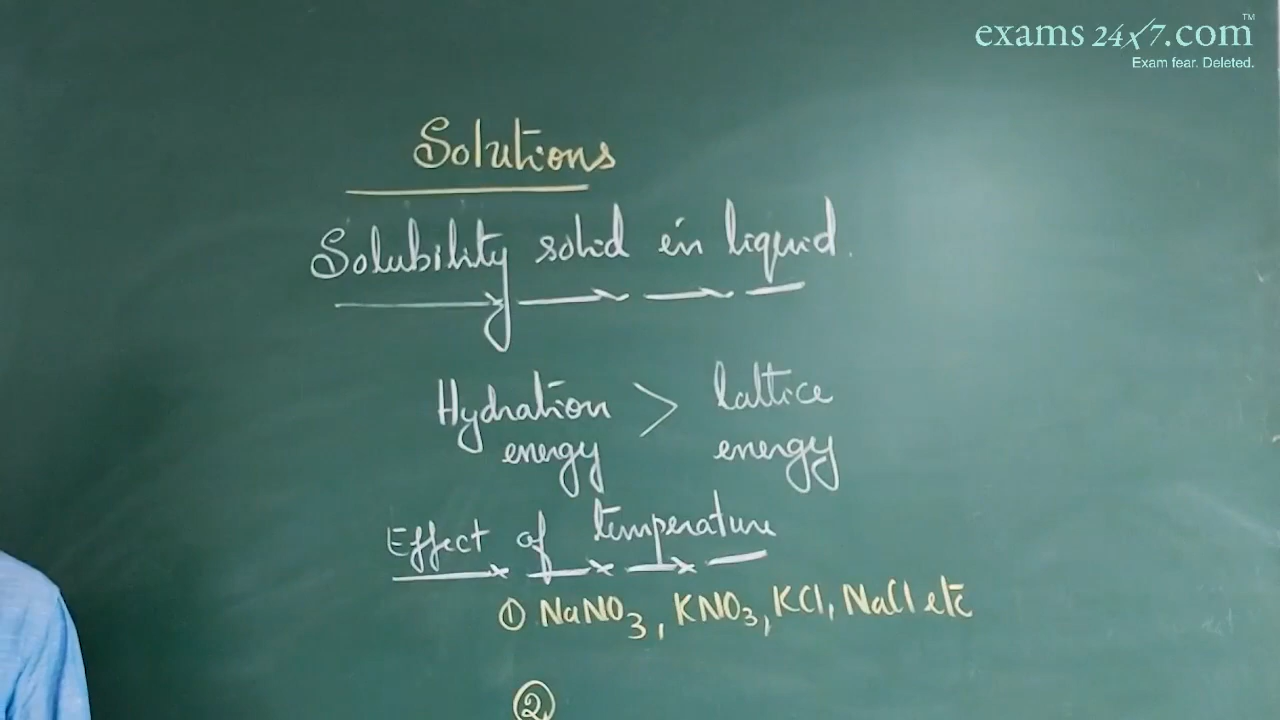 exams 24x7.com™
Exam fear. Deleted.
Solutions
Solubility solid in liquid.
Hydration energy > lattice energy
Effect of temperature
① NaNO₃, KNO₃, KCl, NaCl etc
②